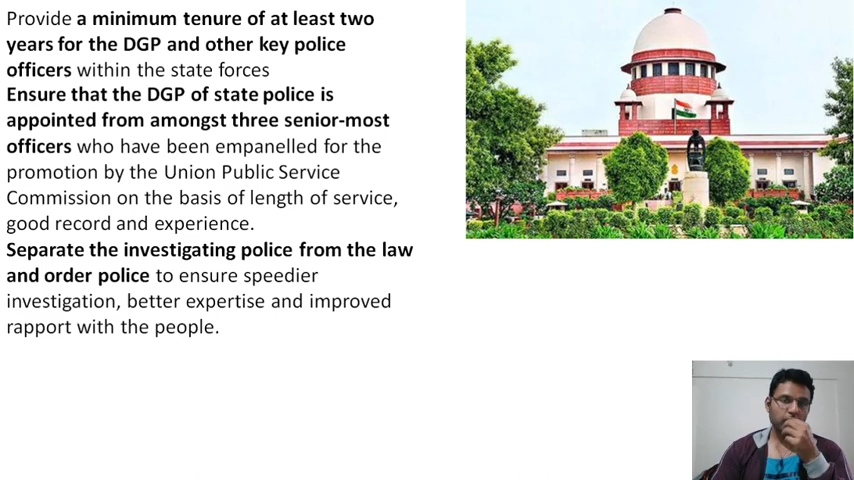 Provide a minimum tenure of at least two
years for the DGP and other key police
officers within the state forces
Ensure that the DGP of state police is
appointed from amongst three senior-most
officers who have been empanelled for the
promotion by the Union Public Service
Commission on the basis of length of service,
good record and experience.
Separate the investigating police from the law
and order police to ensure speedier
investigation, better expertise and improved
rapport with the people.